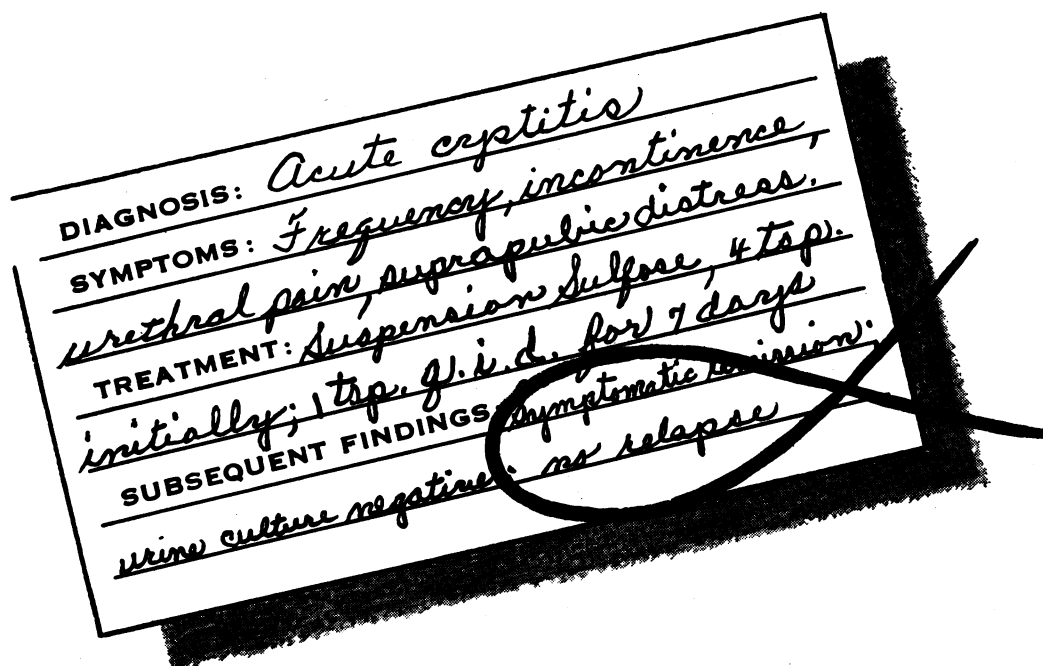 DIAGNOSIS: Acute cystitis
SYMPTOMS: Frequency, incontinence,
urethral pain, suprapubic distress.
TREATMENT: Suspension Sulfose, 4 tsp.
initially; 1 tsp. q.i.d. for 7 days
SUBSEQUENT FINDINGS: Symptomatic remission;
urine culture negative; no relapse